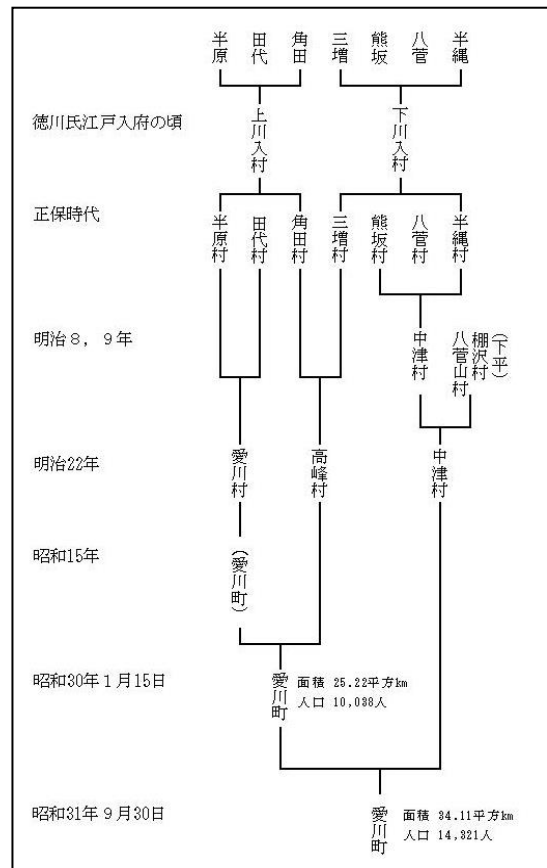 半原
田代
角田
三増
熊坂
八菅
半縄
徳川氏江戸入府の頃
上川入村
下川入村
正保時代
半原村
田代村
角田村
三増村
熊坂村
八菅村
半縄村
明治8，9年
中津村
八菅山村
棚沢村
（下平）
明治22年
愛川村
高峰村
中津村
昭和15年
（愛川町）
昭和30年1月15日
愛川町
面積 25.22平方km
人口 10,038人
昭和31年9月30日
愛川町
面積 34.11平方km
人口 14,321人